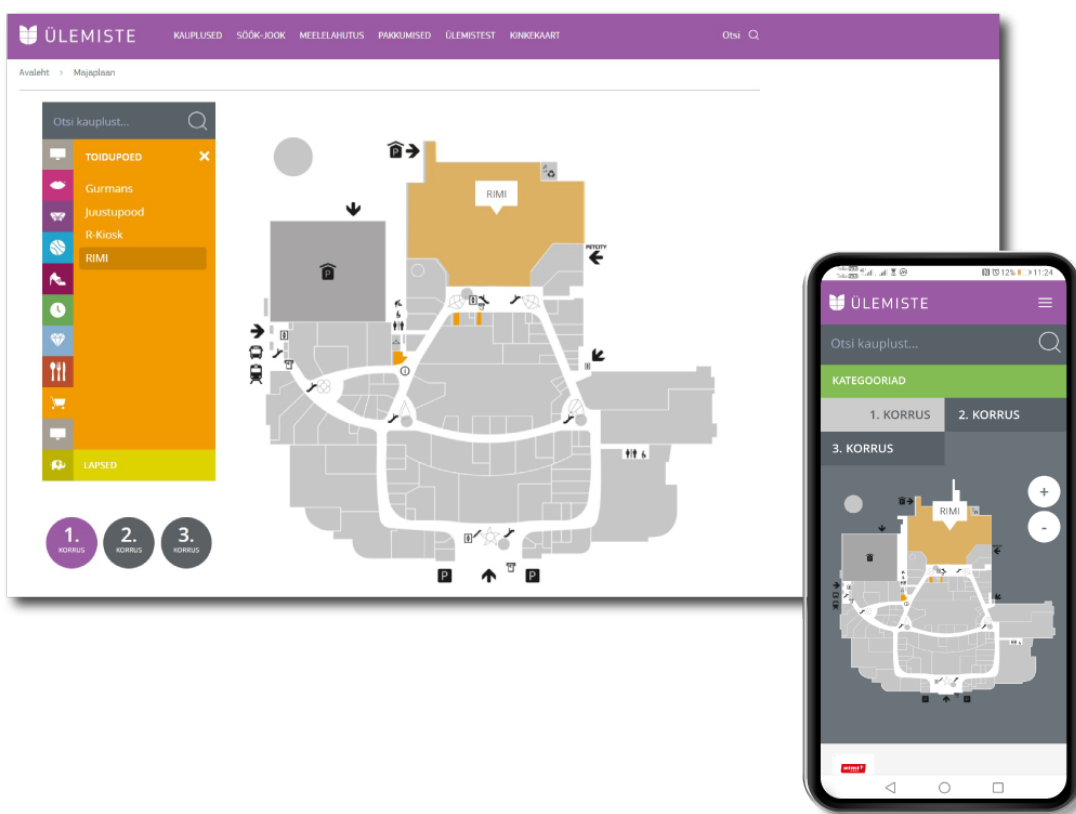 ÜLEMISTE KAUPLUSED SÖÖK-JOOK MEELELAHUTUS PAKKUMISED ÜLEMISTEST KINKEKAART Otsi
Avaleht > Majaplaan
Otsi kauplust...
TOIDUPOED
Gurmans
Juustupood
R-Kiosk
RIMI
LAPSED
1. KORRUS
2. KORRUS
3. KORRUS
P
RIMI
PETCITY
P
P
P
12% 11:24
ÜLEMISTE
Otsi kauplust...
KATEGOORIAD
1. KORRUS 2. KORRUS
3. KORRUS
+
-
RIMI
P
P